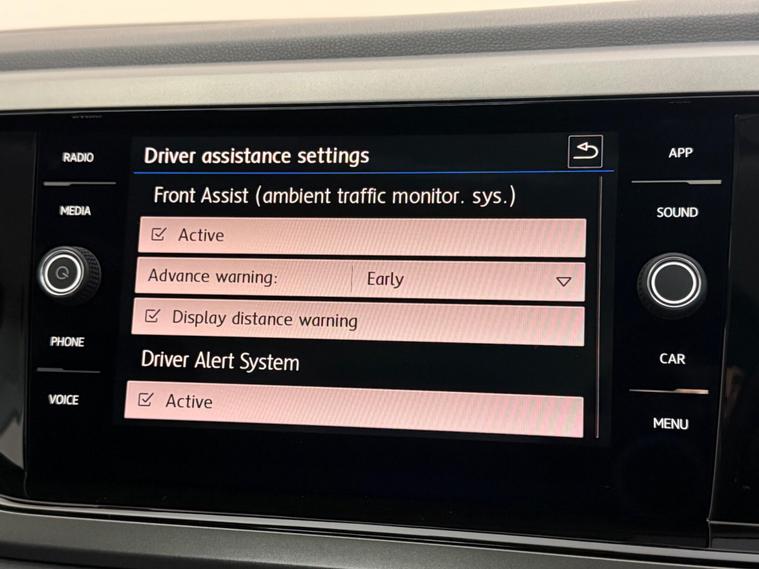 RADIO
MEDIA
PHONE
VOICE
Driver assistance settings
Front Assist (ambient traffic monitor. sys.)
Active
Advance warning: Early
Display distance warning
Driver Alert System
Active
APP
SOUND
CAR
MENU